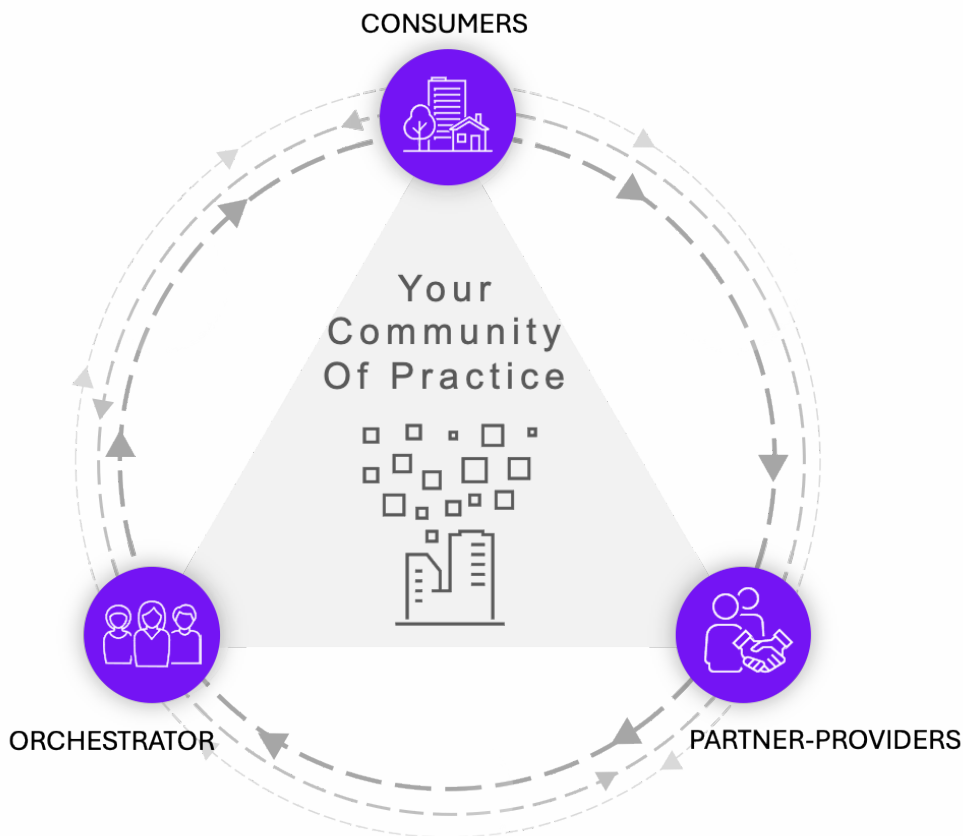 CONSUMERS
Your
Community
Of Practice
ORCHESTRATOR
PARTNER-PROVIDERS